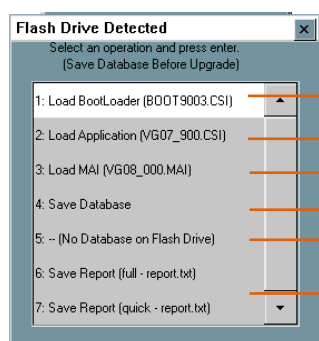 Flash Drive Detected
Select an operation and press enter.
(Save Database Before Upgrade)
1: Load BootLoader (BOOT9003.CSI)
2: Load Application (VG07_900.CSI)
3: Load MAI (VG08_000.MAI)
4: Save Database
5: -- (No Database on Flash Drive)
6: Save Report (full - report.txt)
7: Save Report (quick - report.txt)